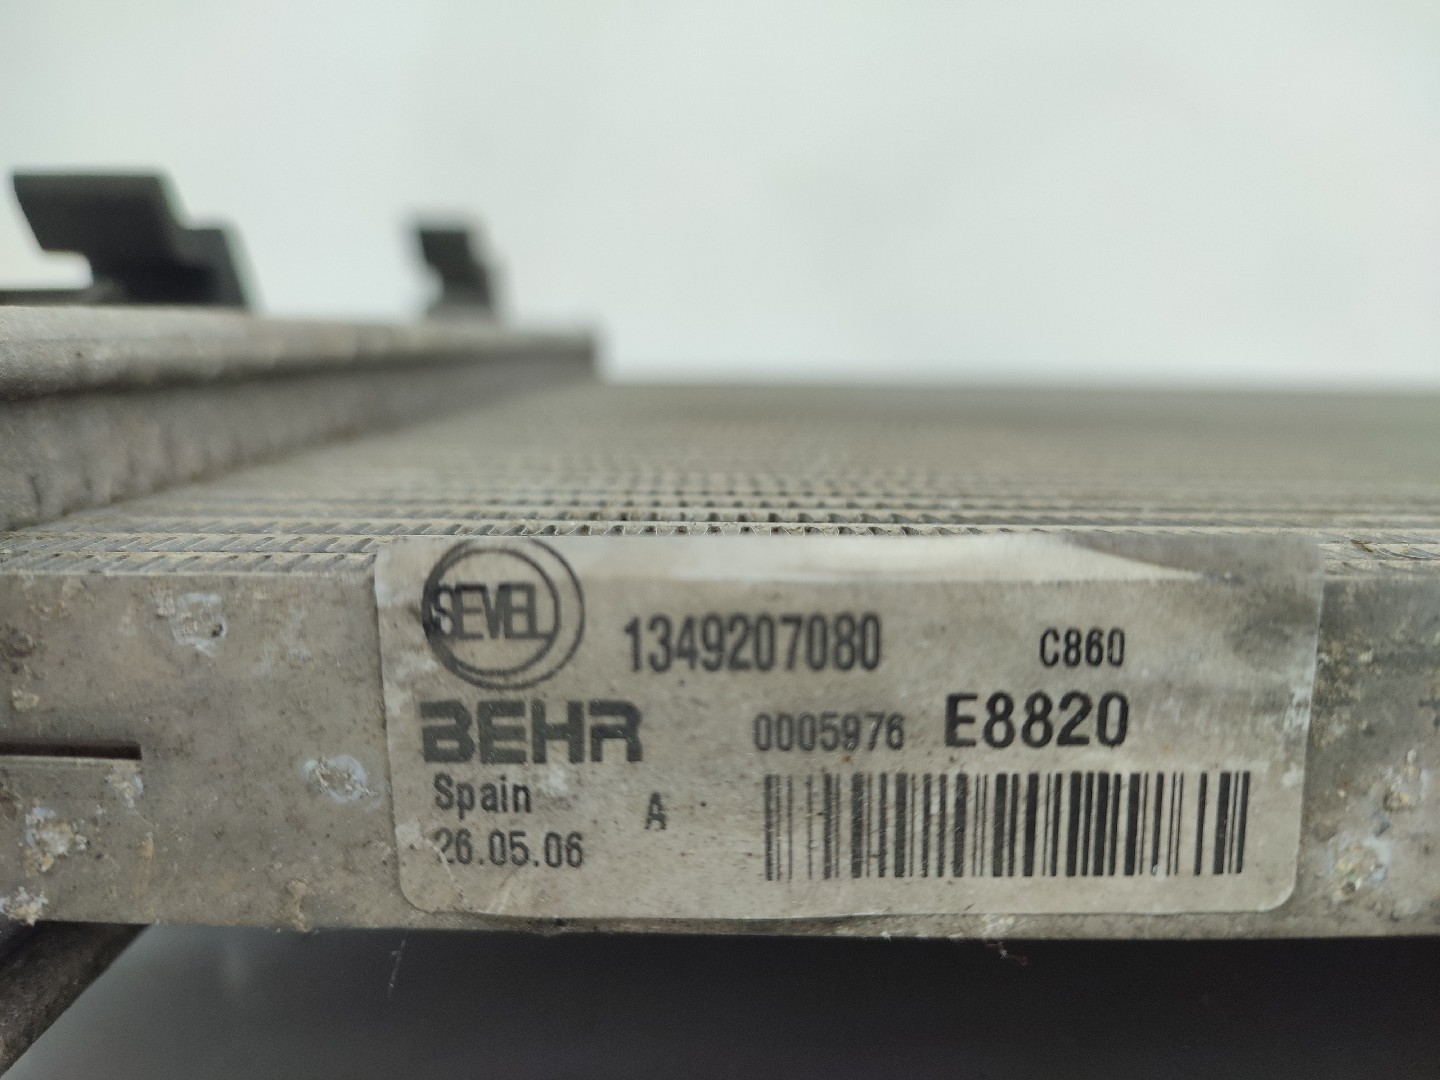 SEVEL 1349207080 C860
BEHR 0005976 E8820
Spain A
26.05.06